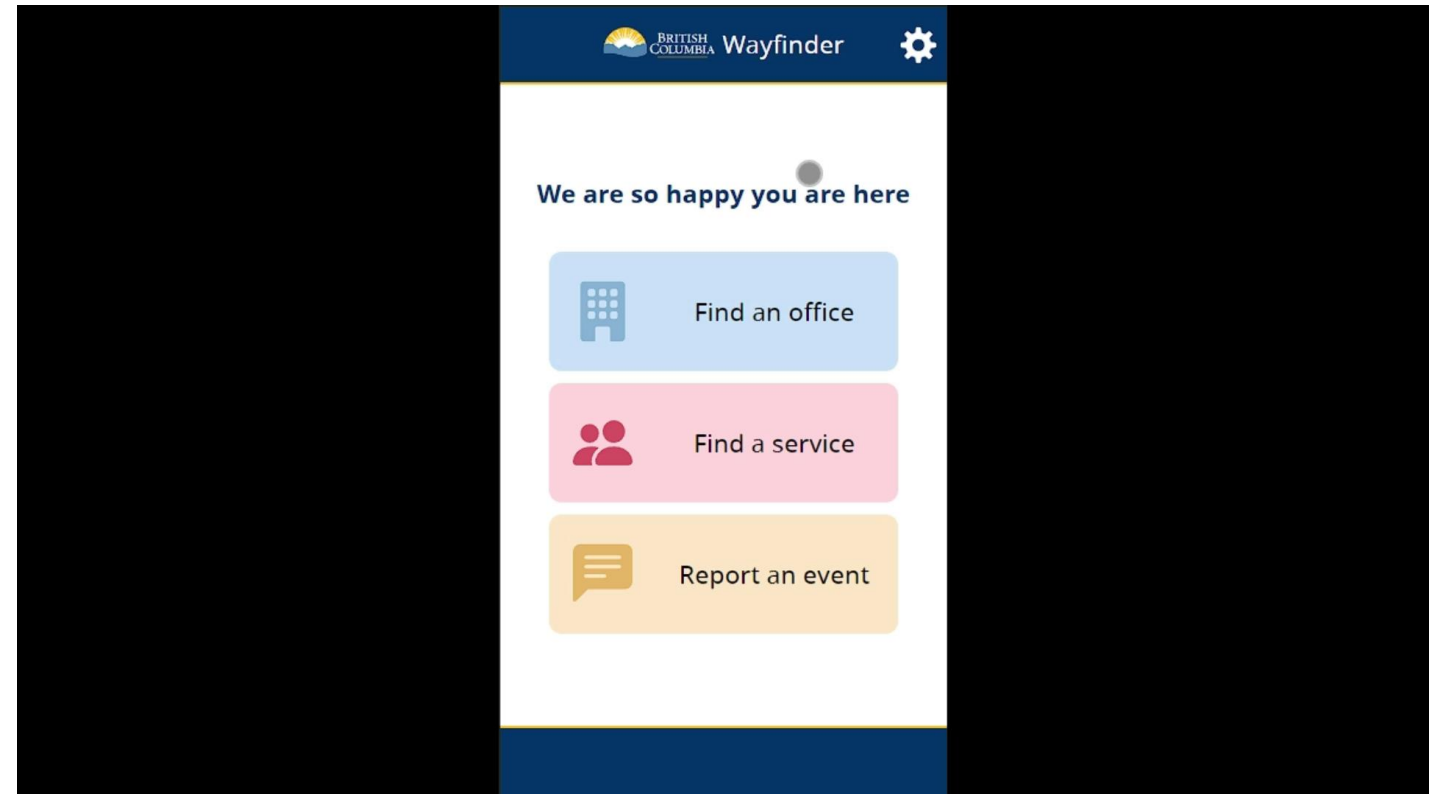 BRITISH
COLUMBIA Wayfinder
We are so happy you are here
Find an office
Find a service
Report an event